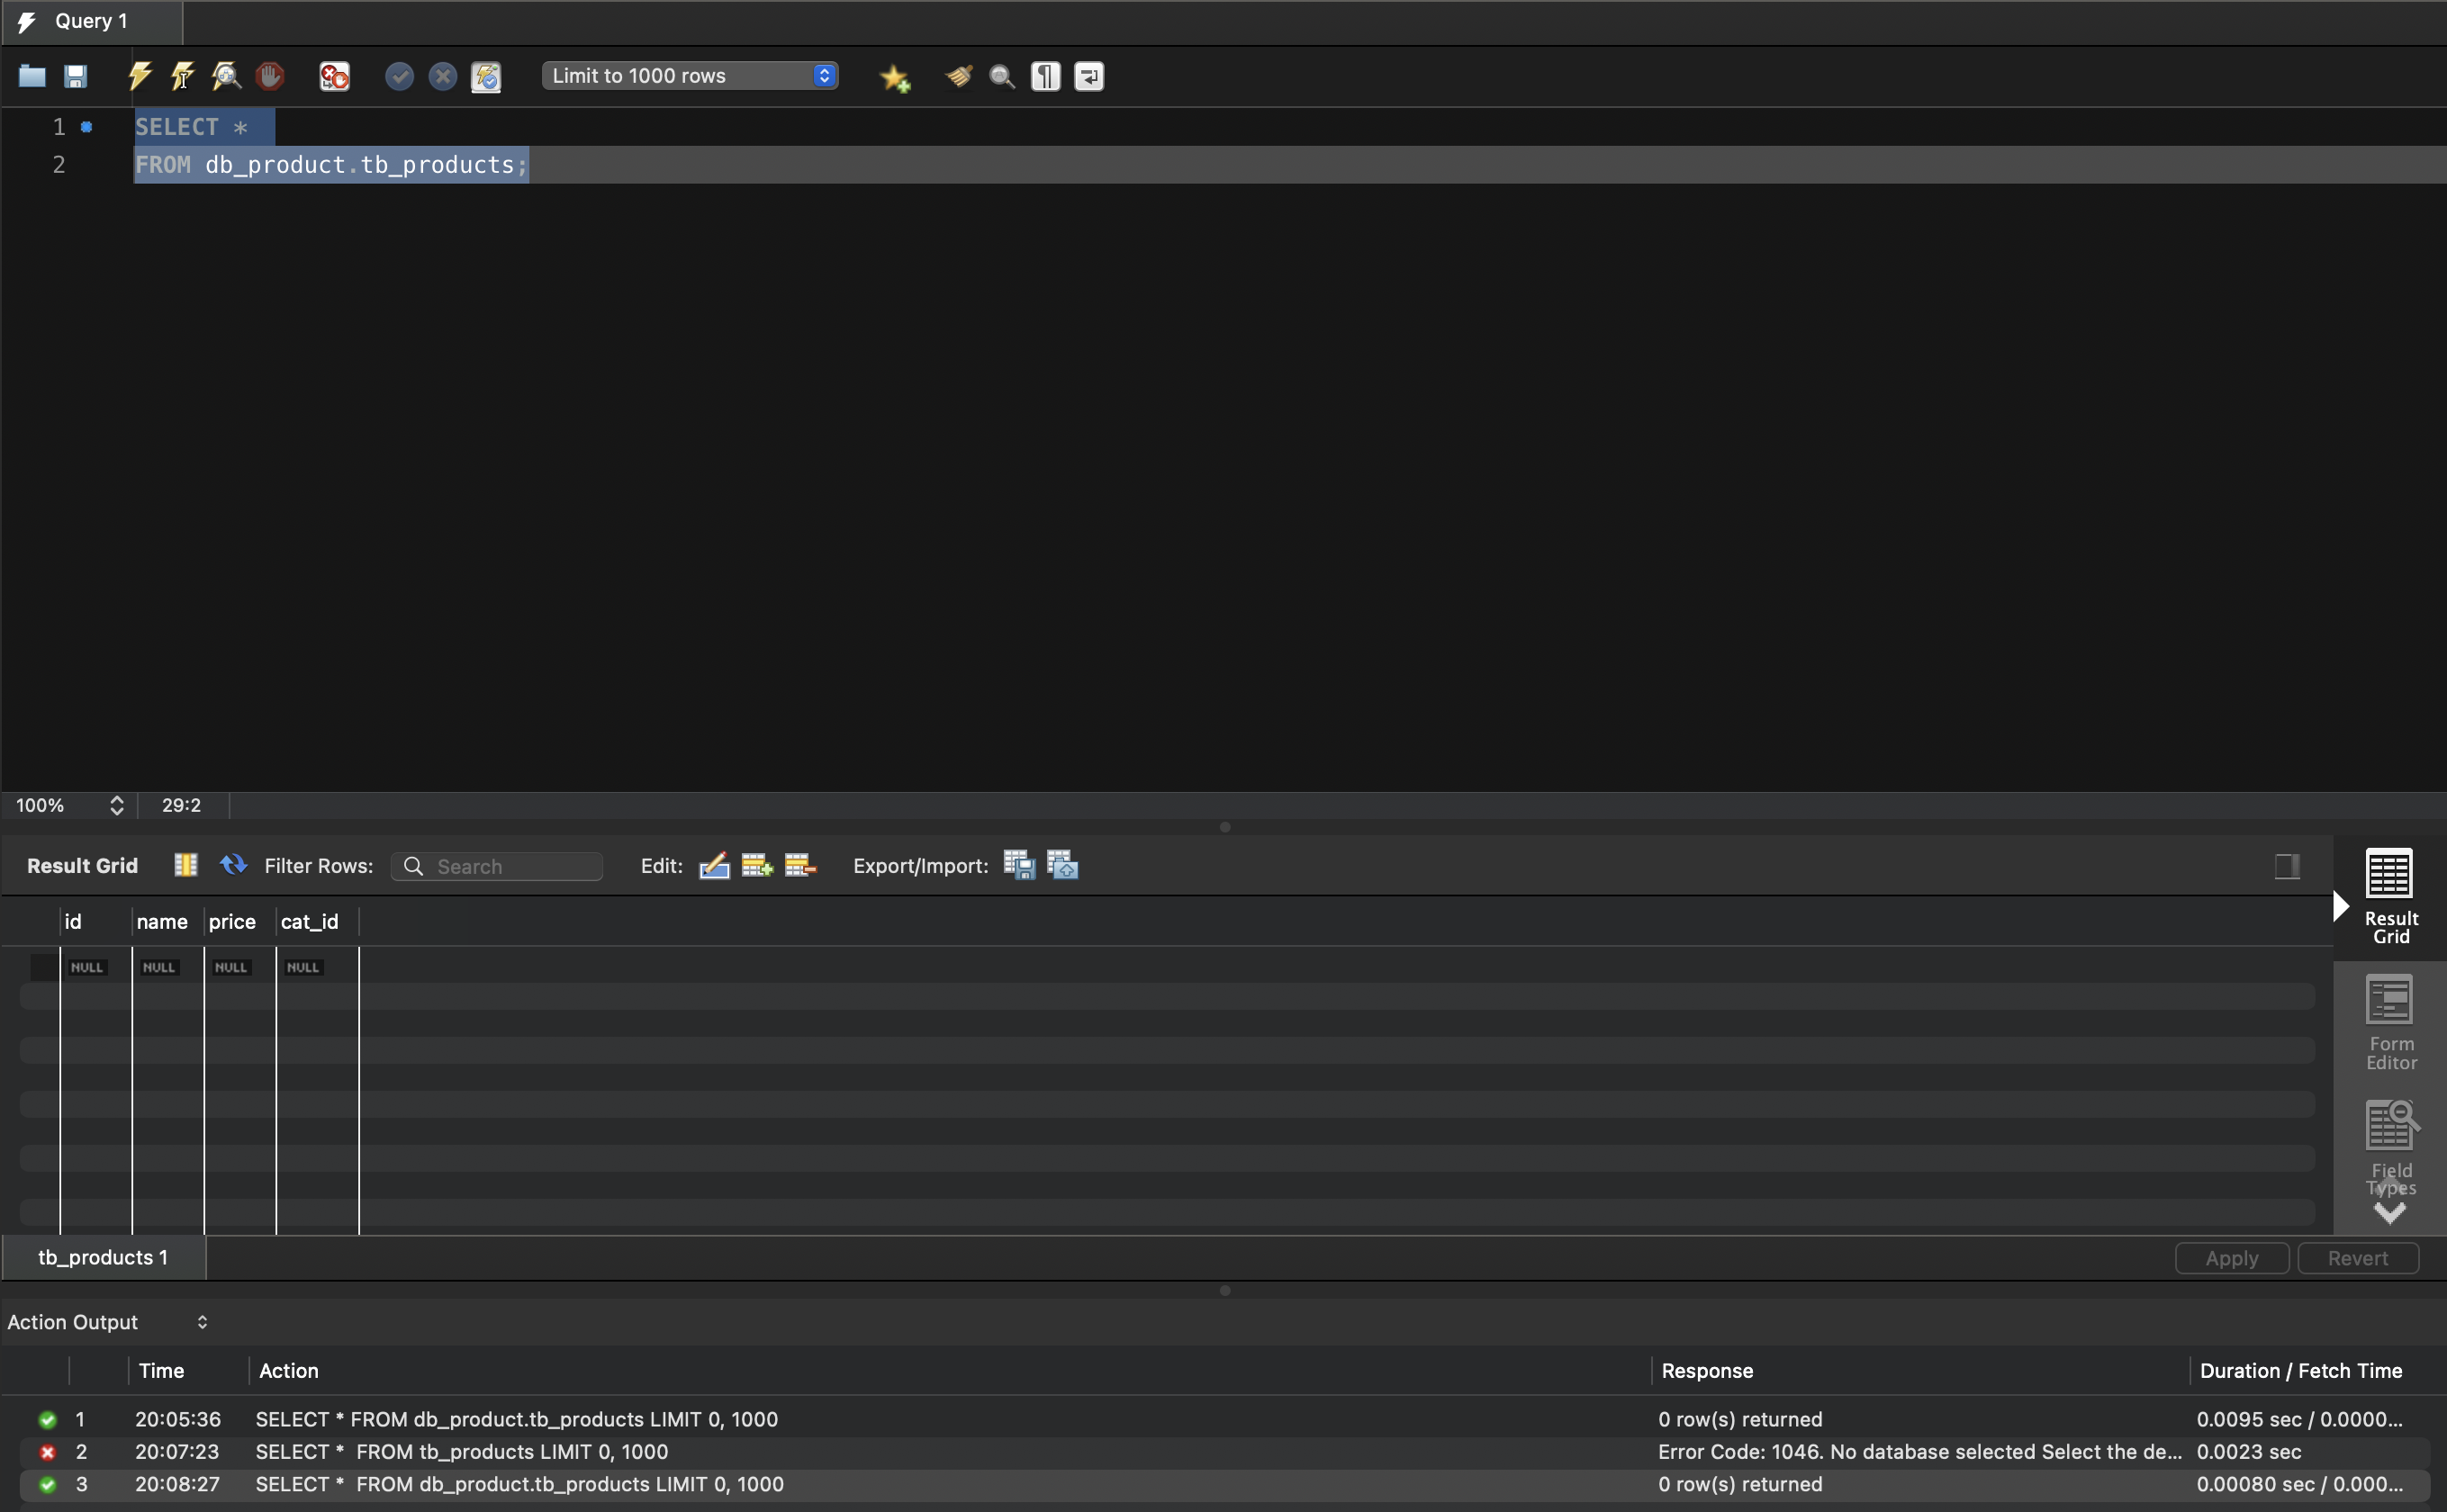 Query 1
Limit to 1000 rows
1 SELECT *
2 FROM db_product.tb_products;
100% 29:2
Result Grid Filter Rows: Search Edit: Export/Import:
id name price cat_id
NULL NULL NULL NULL
Result
Grid
Form
Editor
Field
Types
tb_products 1 Apply Revert
Action Output
Time Action Response Duration / Fetch Time
1 20:05:36 SELECT * FROM db_product.tb_products LIMIT 0, 1000 0 row(s) returned 0.0095 sec / 0.0000...
2 20:07:23 SELECT * FROM tb_products LIMIT 0, 1000 Error Code: 1046. No database selected Select the de... 0.0023 sec
3 20:08:27 SELECT * FROM db_product.tb_products LIMIT 0, 1000 0 row(s) returned 0.00080 sec / 0.000...